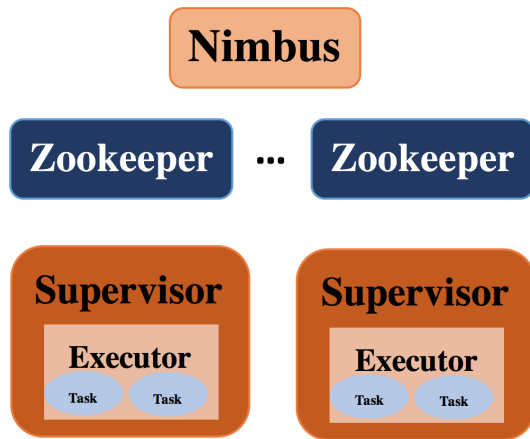 Nimbus
Zookeeper ... Zookeeper
Supervisor Supervisor
Executor Executor
Task Task Task Task